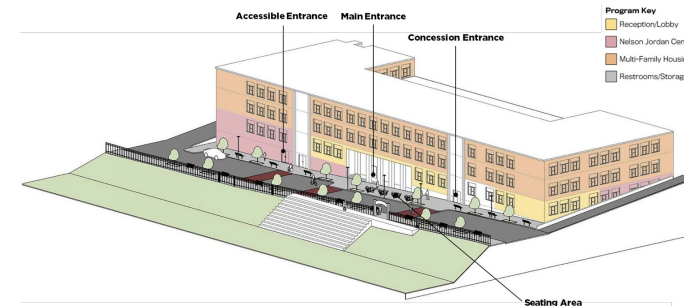 Accessible Entrance
Main Entrance
Concession Entrance
Program Key
Reception/Lobby
Nelson Jordan Cen
Multi-Family Housi
Restrooms/Storag
Seating Area